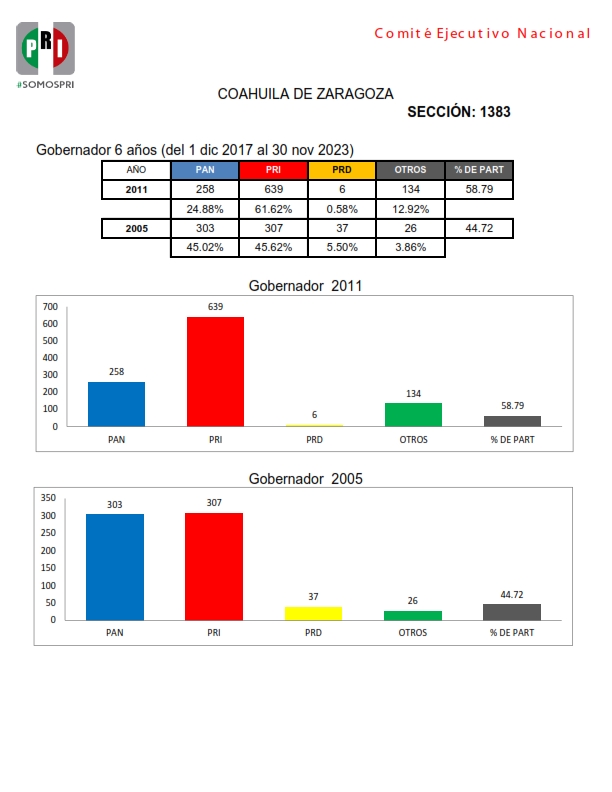 Comité Ejecutivo Nacional
PRI
#SOMOSPRI
COAHUILA DE ZARAGOZA
SECCIÓN: 1383
Gobernador 6 años (del 1 dic 2017 al 30 nov 2023)
AÑO PAN PRI PRD OTROS % DE PART
2011 258 639 6 134 58.79
24.88% 61.62% 0.58% 12.92%
2005 303 307 37 26 44.72
45.02% 45.62% 5.50% 3.86%
Gobernador 2011
700
600
500
400
300
200
100
0
258
639
6
134
58.79
PAN PRI PRD OTROS % DE PART
Gobernador 2005
350
300
250
200
150
100
50
0
303
307
37
26
44.72
PAN PRI PRD OTROS % DE PART